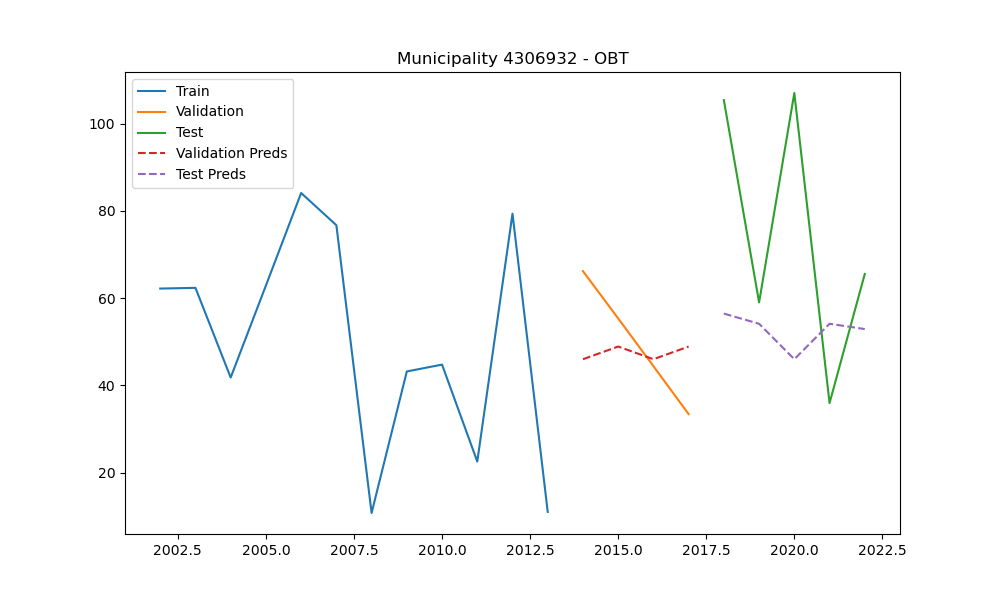 Municipality 4306932 - OBT
Train
Validation
Test
Validation Preds
Test Preds
100
80
60
40
20
2002.5 2005.0 2007.5 2010.0 2012.5 2015.0 2017.5 2020.0 2022.5